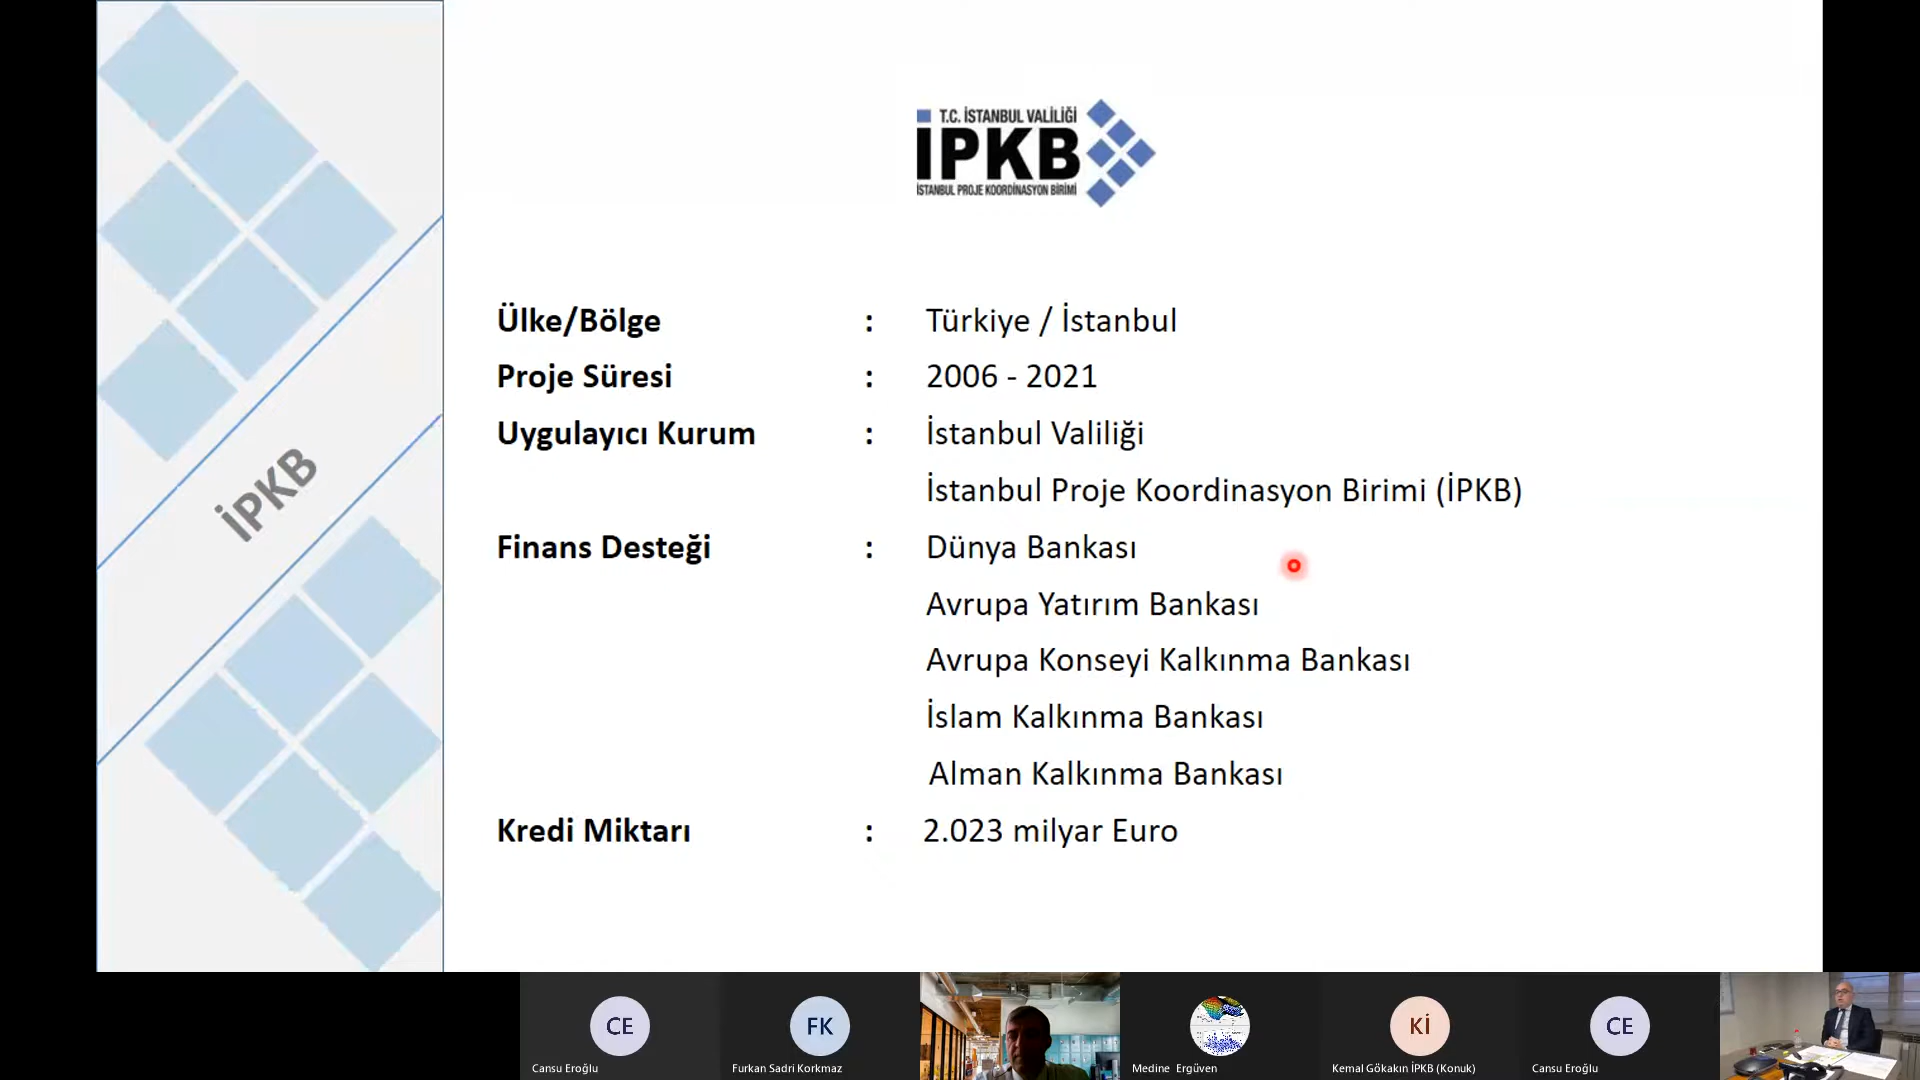 T.C. İSTANBUL VALİLİĞİ
İPKB
İSTANBUL PROJE KOORDİNASYON BİRİMİ
İPKB
Ülke/Bölge : Türkiye / İstanbul
Proje Süresi : 2006 - 2021
Uygulayıcı Kurum : İstanbul Valiliği
İstanbul Proje Koordinasyon Birimi (İPKB)
Finans Desteği : Dünya Bankası
Avrupa Yatırım Bankası
Avrupa Konseyi Kalkınma Bankası
İslam Kalkınma Bankası
Alman Kalkınma Bankası
Kredi Miktarı : 2.023 milyar Euro
CE
FK
Kİ
CE
Cansu Eroğlu
Furkan Sadri Korkmaz
Medine Ergüven
Kemal Gökakın İPKB (Konuk)
Cansu Eroğlu